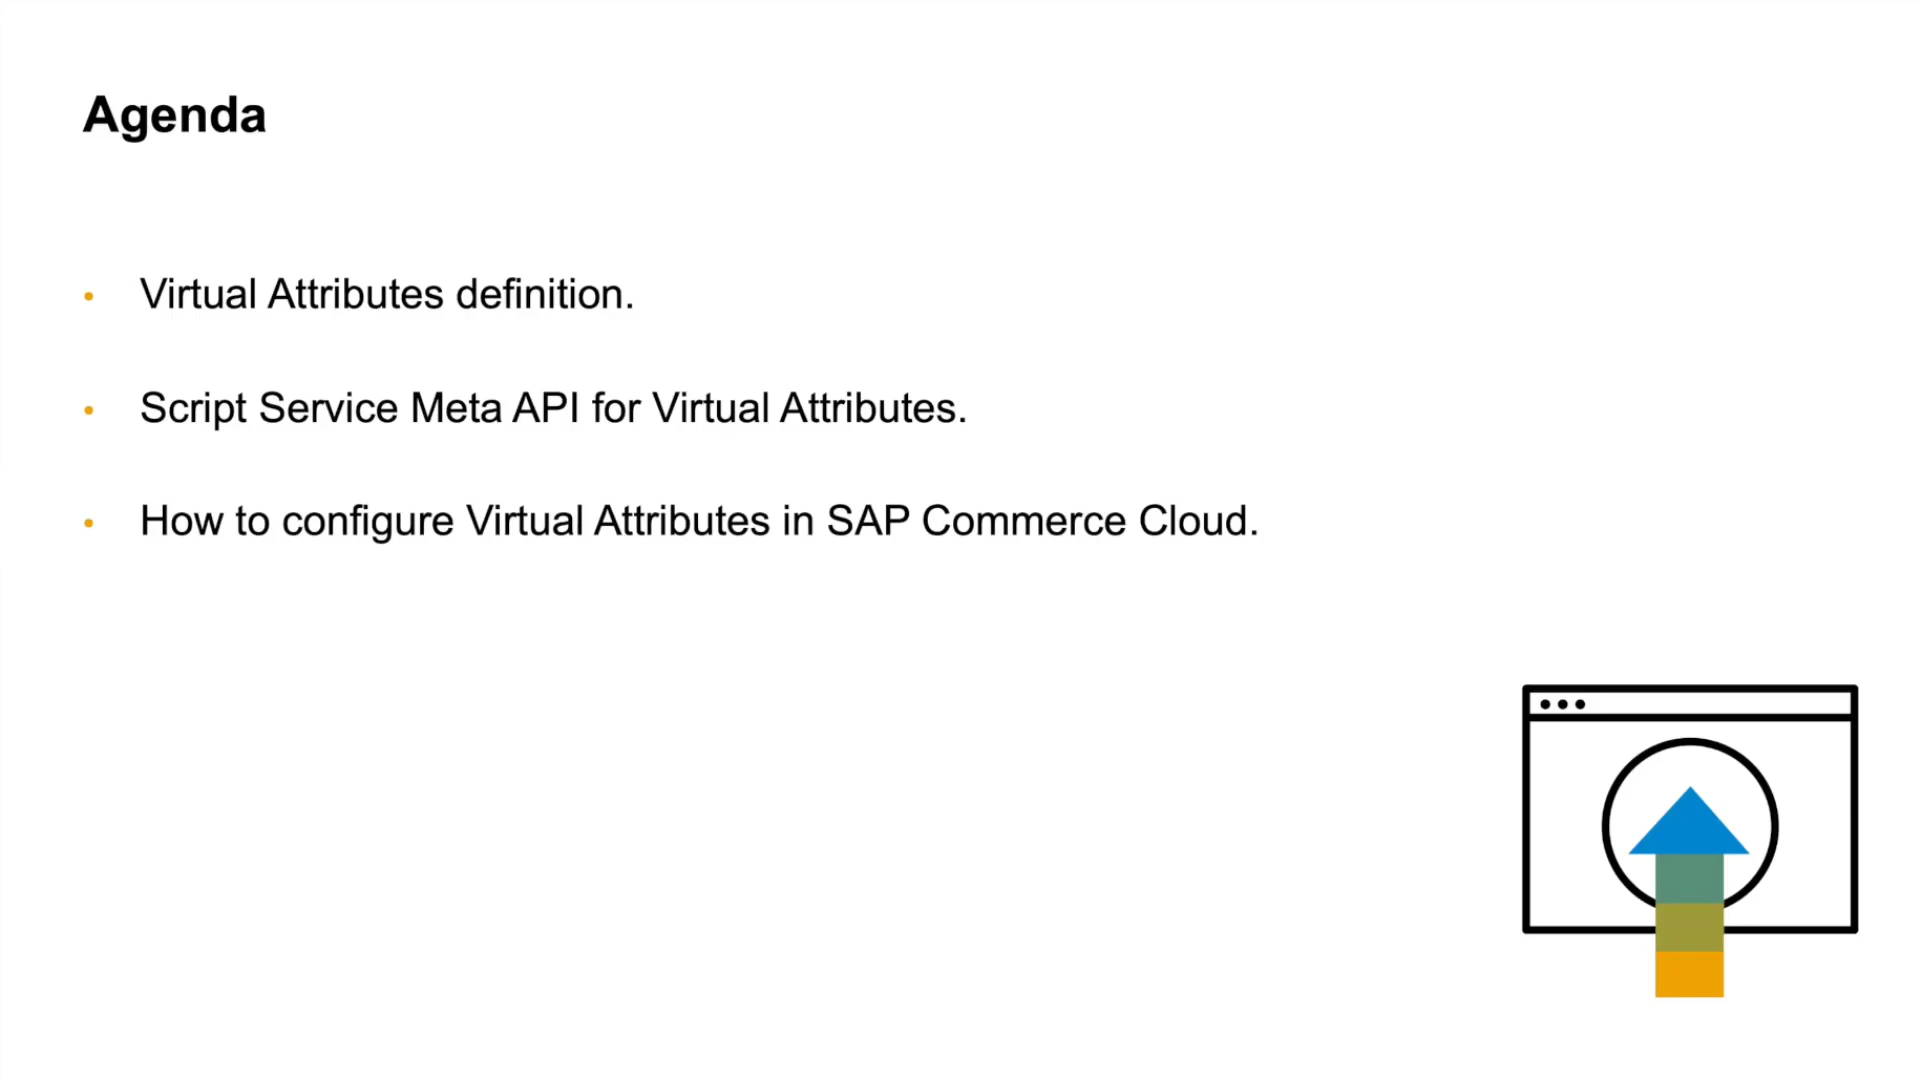 Agenda
• Virtual Attributes definition.
• Script Service Meta API for Virtual Attributes.
• How to configure Virtual Attributes in SAP Commerce Cloud.